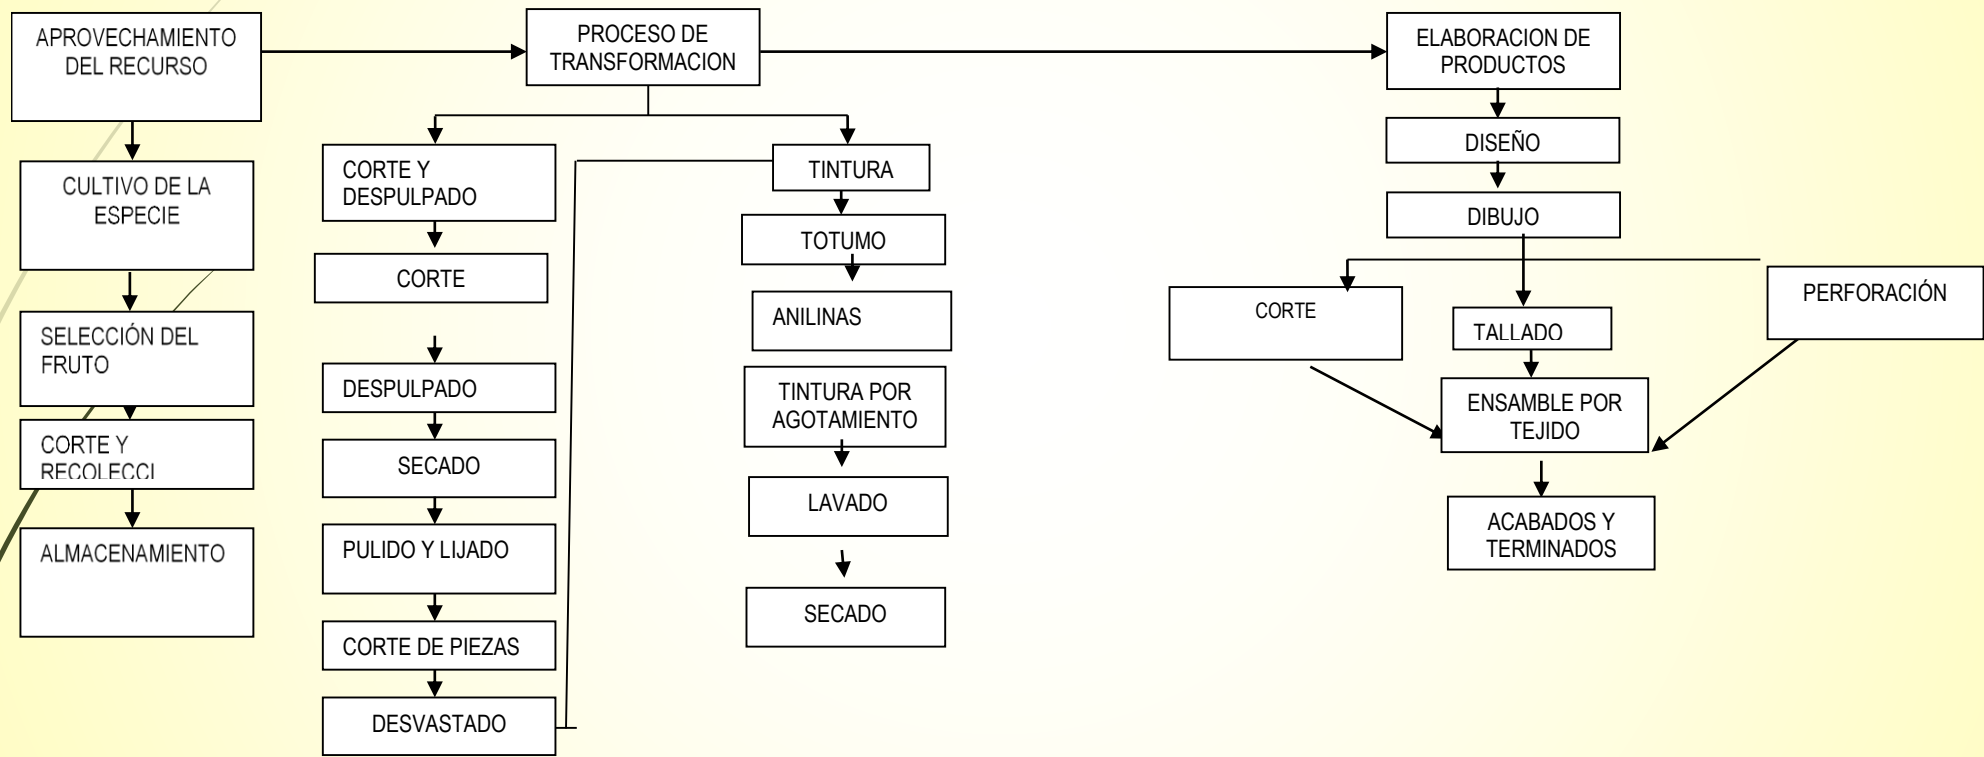 APROVECHAMIENTO
DEL RECURSO
CULTIVO DE LA
ESPECIE
SELECCIÓN DEL
FRUTO
CORTE Y
RECOLECCI
ALMACENAMIENTO
PROCESO DE
TRANSFORMACION
CORTE Y
DESPULPADO
CORTE
DESPULPADO
SECADO
PULIDO Y LIJADO
CORTE DE PIEZAS
DESVASTADO
TINTURA
TOTUMO
ANILINAS
TINTURA POR
AGOTAMIENTO
LAVADO
SECADO
ELABORACION DE
PRODUCTOS
DISEÑO
DIBUJO
CORTE
TALLADO
PERFORACIÓN
ENSAMBLE POR
TEJIDO
ACABADOS Y
TERMINADOS